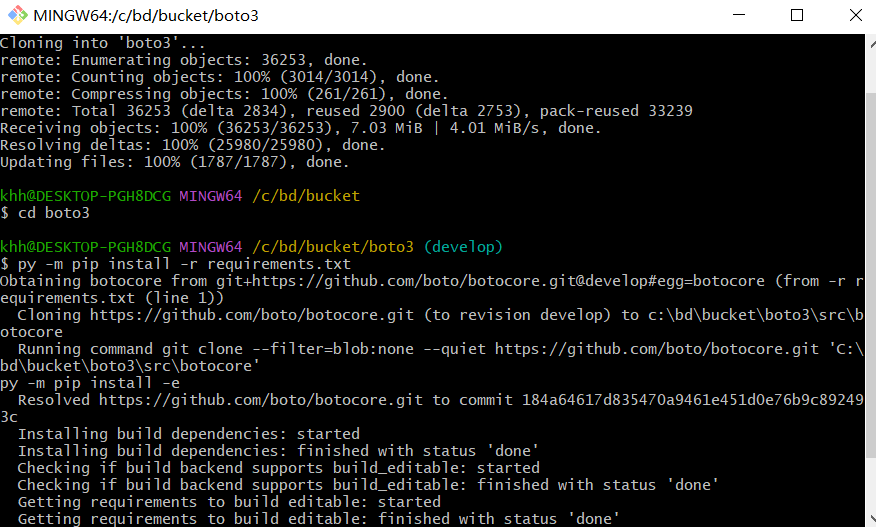 MINGW64:/c/bd/bucket/boto3
Cloning into 'boto3'...
remote: Enumerating objects: 36253, done.
remote: Counting objects: 100% (3014/3014), done.
remote: Compressing objects: 100% (261/261), done.
remote: Total 36253 (delta 2834), reused 2900 (delta 2753), pack-reused 33239
Receiving objects: 100% (36253/36253), 7.03 MiB | 4.01 MiB/s, done.
Resolving deltas: 100% (25980/25980), done.
Updating files: 100% (1787/1787), done.
khh@DESKTOP-PGH8DCG MINGW64 /c/bd/bucket
$ cd boto3
khh@DESKTOP-PGH8DCG MINGW64 /c/bd/bucket/boto3 (develop)
$ py -m pip install -r requirements.txt
Obtaining botocore from git+https://github.com/boto/botocore.git@develop#egg=botocore (from -r r
equirements.txt (line 1))
  Cloning https://github.com/boto/botocore.git (to revision develop) to c:\bd\bucket\boto3\src\b
otocore
  Running command git clone --filter=blob:none --quiet https://github.com/boto/botocore.git 'C:\
bd\bucket\boto3\src\botocore'
py -m pip install -e
  Resolved https://github.com/boto/botocore.git to commit 184a64617d835470a9461e451d0e76b9c89249
3c
  Installing build dependencies: started
  Installing build dependencies: finished with status 'done'
  Checking if build backend supports build_editable: started
  Checking if build backend supports build_editable: finished with status 'done'
  Getting requirements to build editable: started
  Getting requirements to build editable: finished with status 'done'